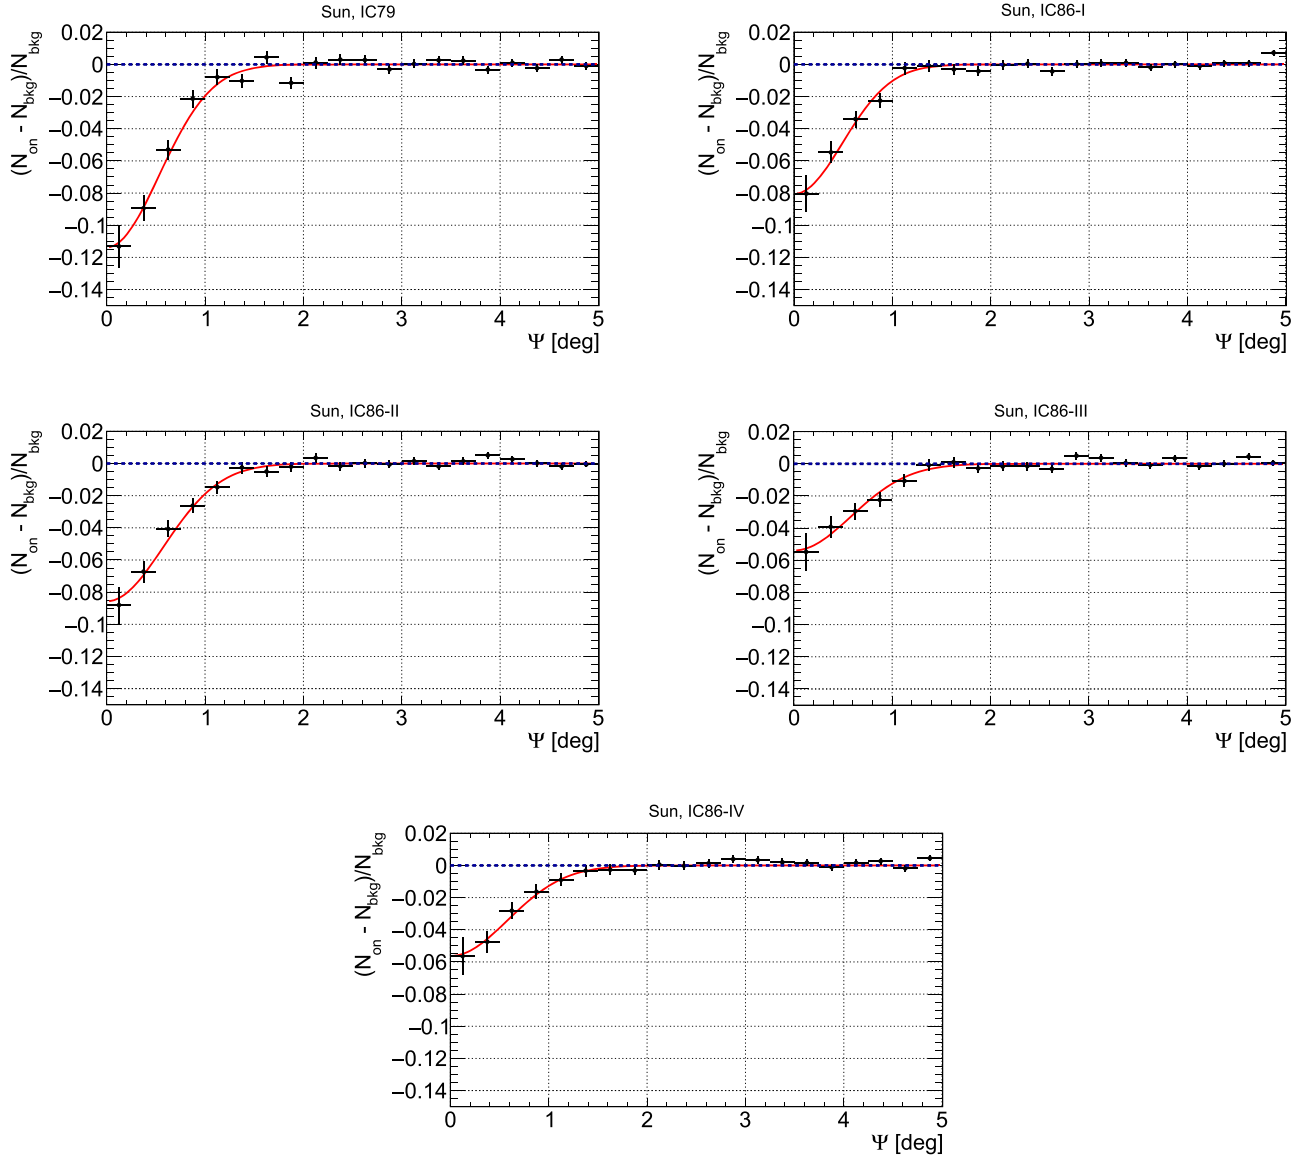 Sun, IC79
(N_on - N_bkg)/N_bkg
0.02
0
−0.02
−0.04
−0.06
−0.08
−0.1
−0.12
−0.14
0 1 2 3 4 5
Ψ [deg]
Sun, IC86-I
(N_on - N_bkg)/N_bkg
0.02
0
−0.02
−0.04
−0.06
−0.08
−0.1
−0.12
−0.14
0 1 2 3 4 5
Ψ [deg]
Sun, IC86-II
(N_on - N_bkg)/N_bkg
0.02
0
−0.02
−0.04
−0.06
−0.08
−0.1
−0.12
−0.14
0 1 2 3 4 5
Ψ [deg]
Sun, IC86-III
(N_on - N_bkg)/N_bkg
0.02
0
−0.02
−0.04
−0.06
−0.08
−0.1
−0.12
−0.14
0 1 2 3 4 5
Ψ [deg]
Sun, IC86-IV
(N_on - N_bkg)/N_bkg
0.02
0
−0.02
−0.04
−0.06
−0.08
−0.1
−0.12
−0.14
0 1 2 3 4 5
Ψ [deg]